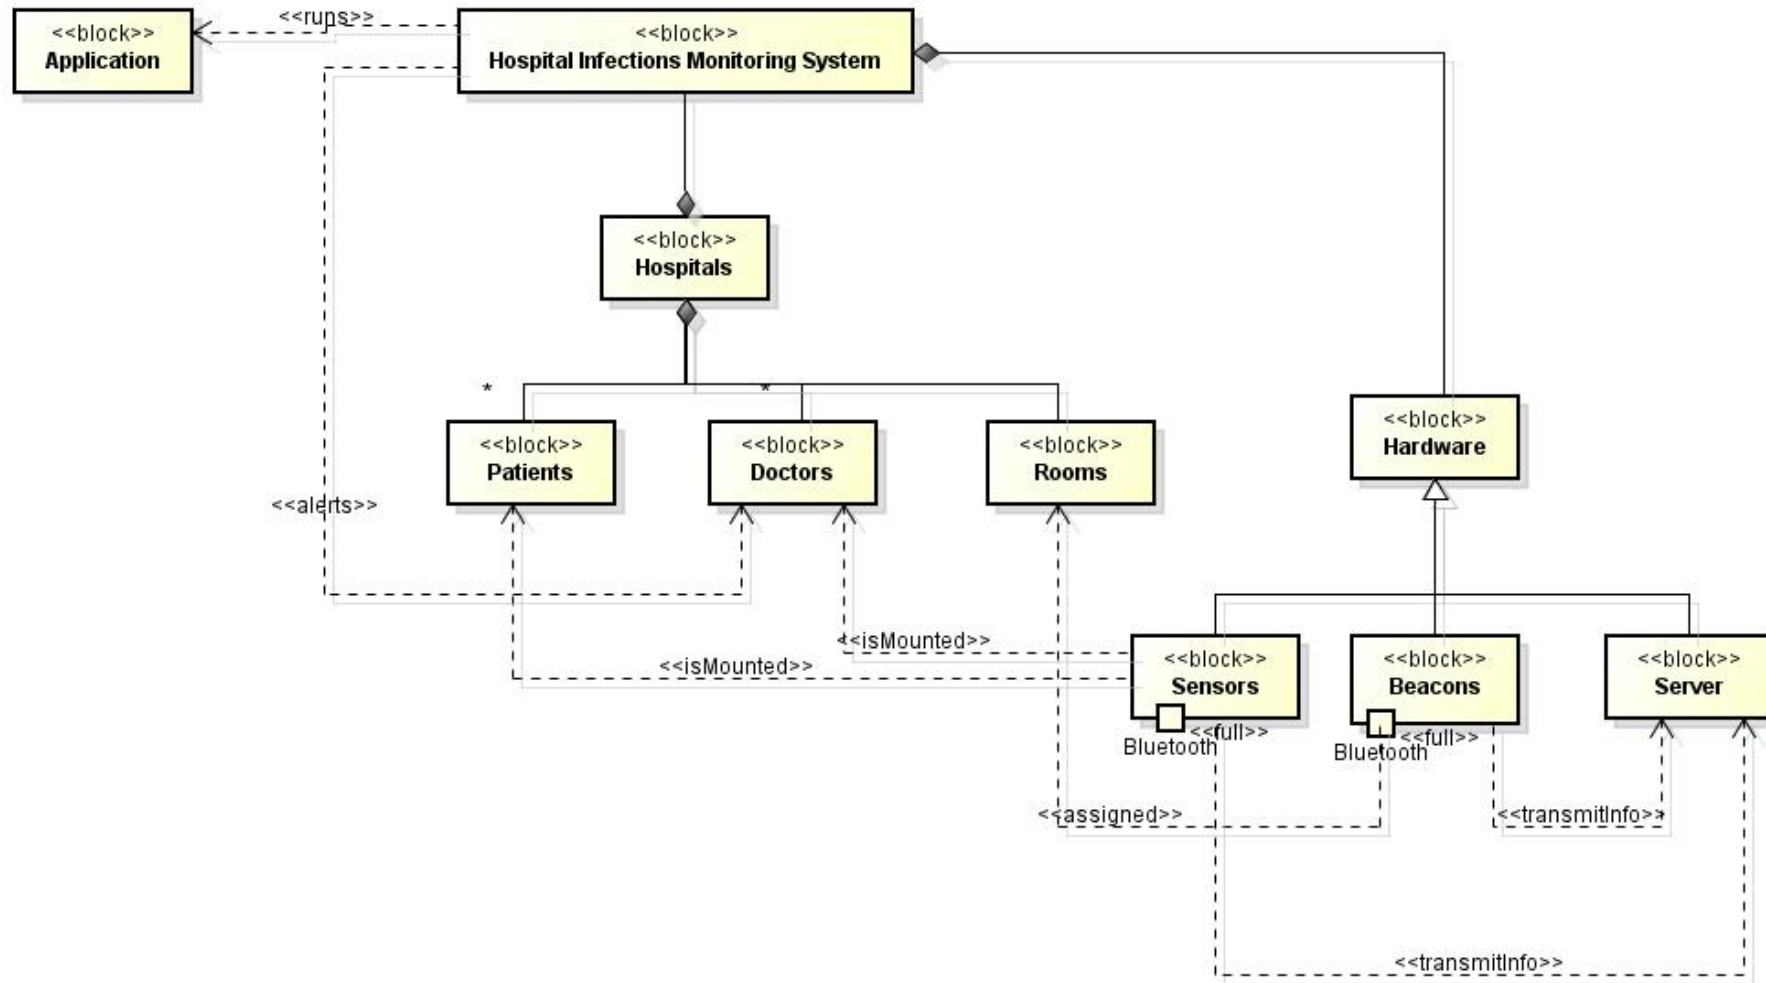 <<block>>
Application
<<runs>>
<<block>>
Hospital Infections Monitoring System
<<block>>
Hospitals
*
*
<<block>>
Patients
<<block>>
Doctors
<<block>>
Rooms
<<block>>
Hardware
<<alerts>>
<<isMounted>>
<<isMounted>>
<<block>>
Sensors
<<block>>
Beacons
<<block>>
Server
<<full>>
Bluetooth
<<full>>
Bluetooth
<<assigned>>
<<transmitInfo>>
<<transmitInfo>>